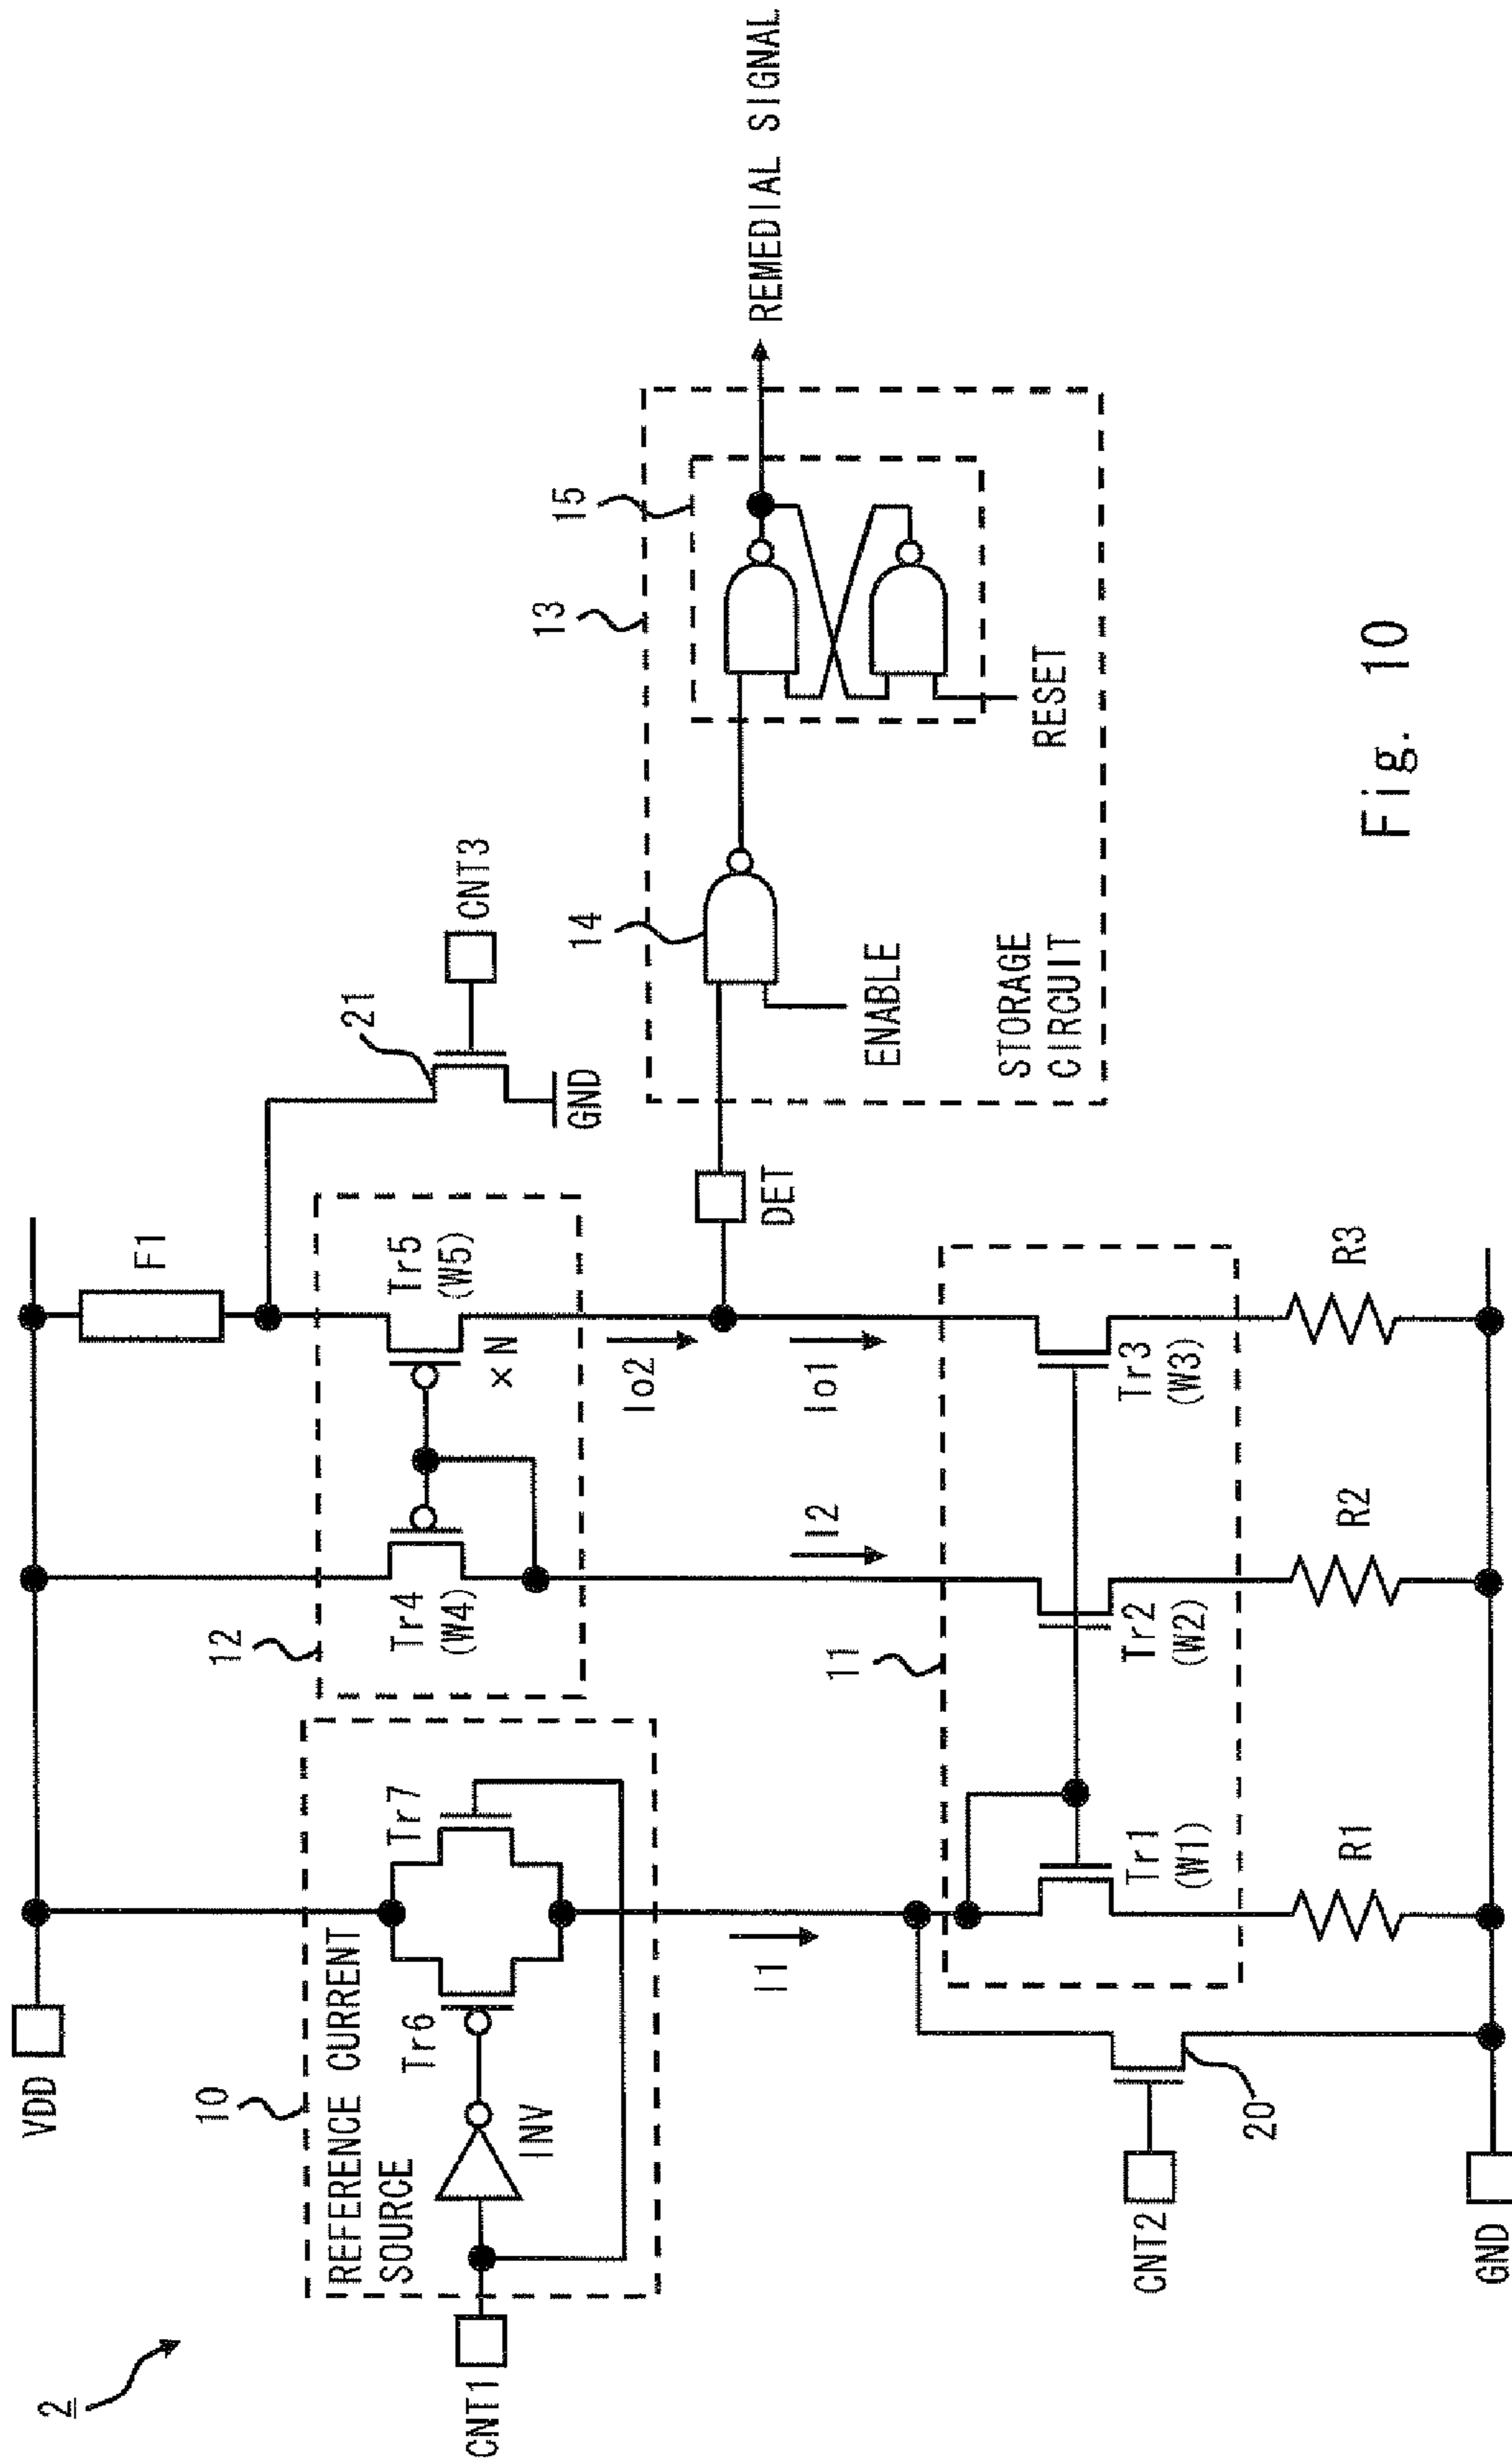 2
VDD
10
REFERENCE CURRENT
SOURCE
CNT1
INV
Tr6
Tr7
12
Tr4
(W4)
Tr5
(W5)
×N
F1
21
CNT3
GND
I1
I2
Io2
Io1
DET
13
14
15
ENABLE
RESET
STORAGE
CIRCUIT
REMEDIAL SIGNAL
11
Tr1
(W1)
Tr2
(W2)
Tr3
(W3)
CNT2
20
R1
R2
R3
GND
Fig. 10